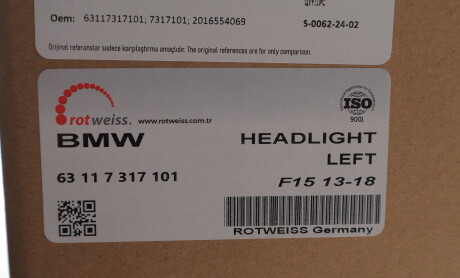 QTY:1PC
Oem: 63117317101; 7317101; 2016554069 5-0062-24-02
Orijinal referanslar sadece karşılaştırma amaçlıdır. The original references are for only comparison.
rotweiss. www.rotweiss.com.tr
ISO
9001
BMW HEADLIGHT
LEFT
63 11 7 317 101 F15 13-18
ROTWEISS Germany